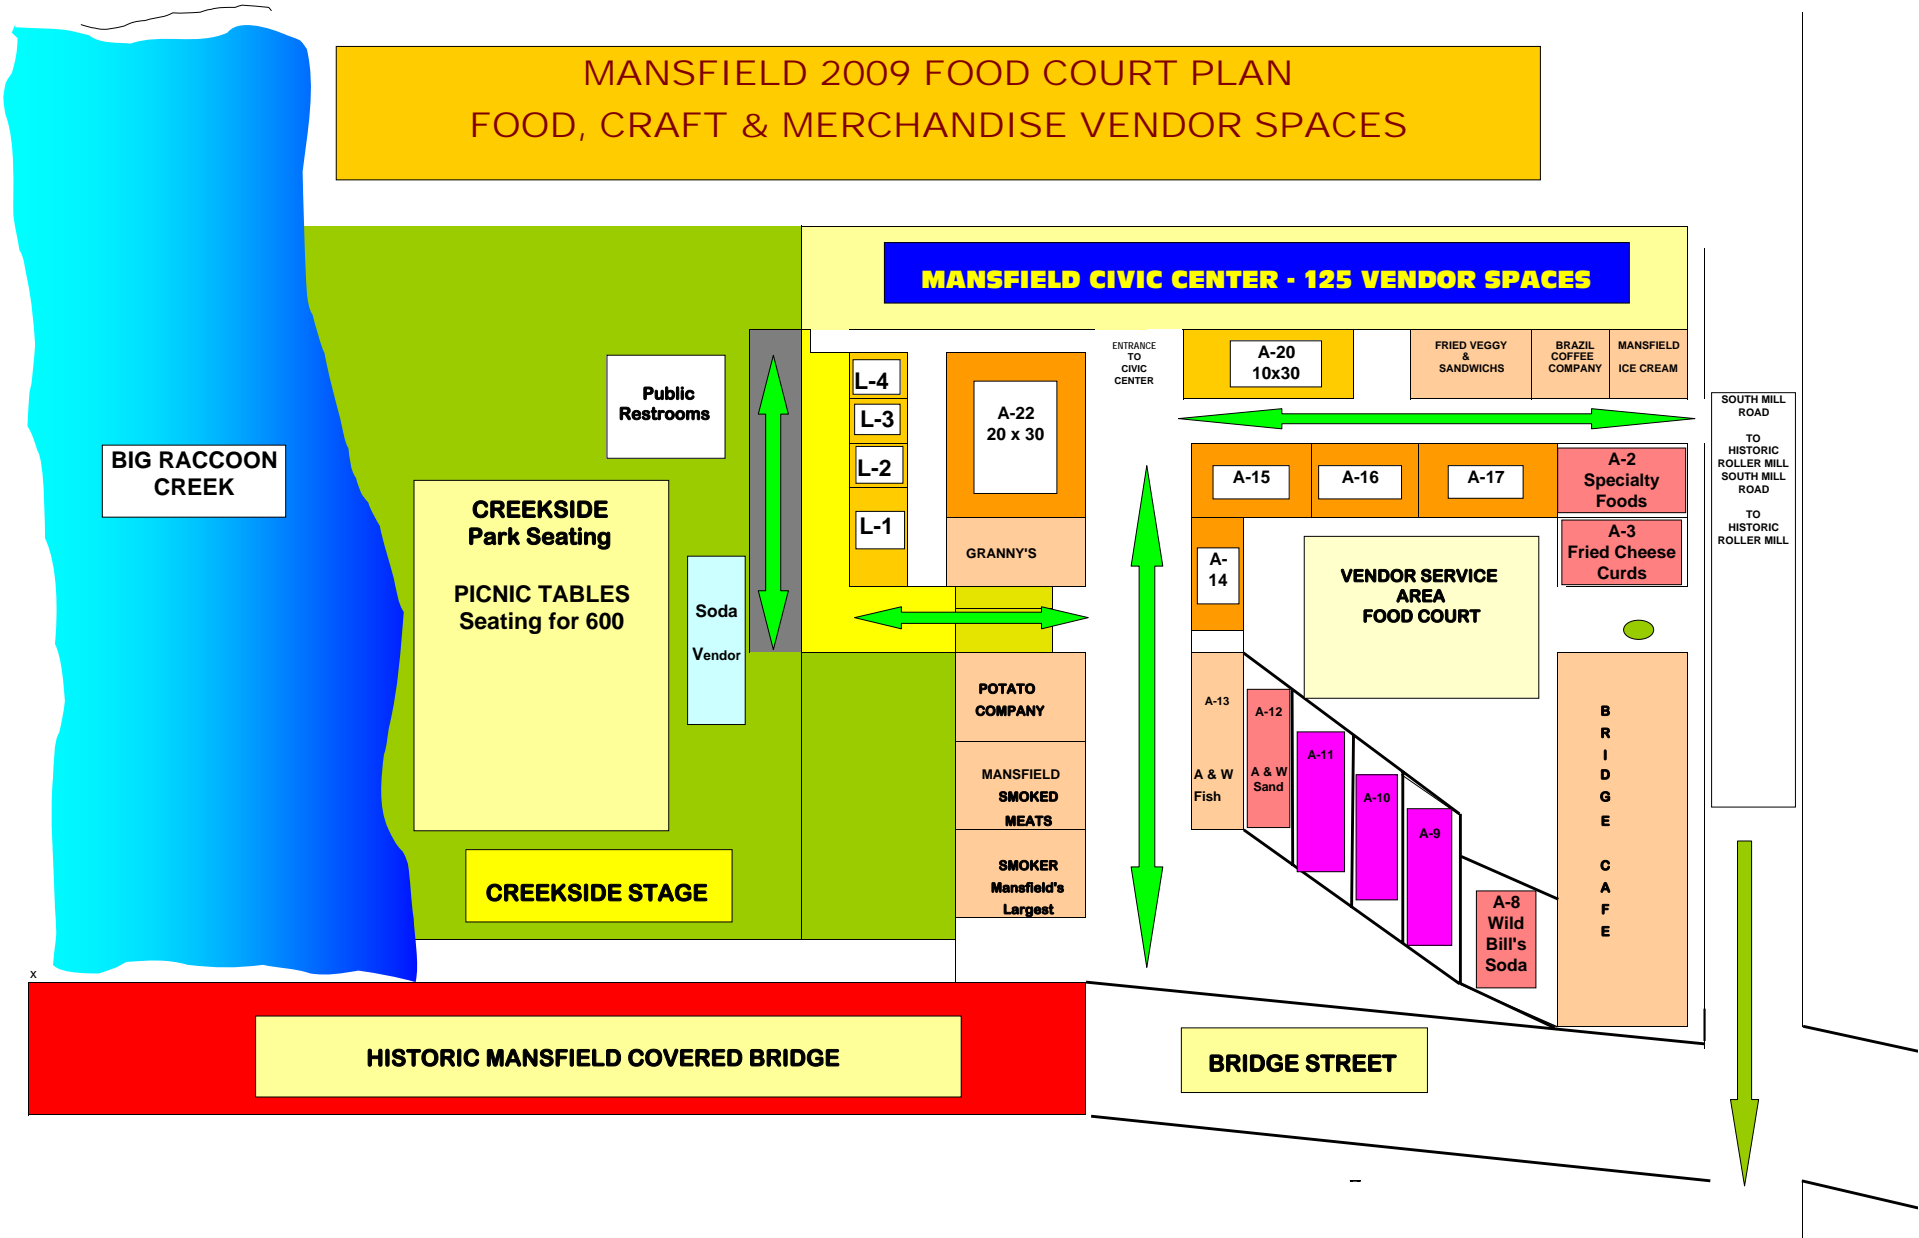 MANSFIELD 2009 FOOD COURT PLAN
FOOD, CRAFT & MERCHANDISE VENDOR SPACES
MANSFIELD CIVIC CENTER - 125 VENDOR SPACES
BIG RACCOON
CREEK
Public
Restrooms
CREEKSIDE
Park Seating
PICNIC TABLES
Seating for 600
Soda
Vendor
CREEKSIDE STAGE
L-4
L-3
L-2
L-1
A-22
20 x 30
GRANNY'S
POTATO
COMPANY
MANSFIELD
SMOKED
MEATS
SMOKER
Mansfield's
Largest
ENTRANCE
TO
CIVIC
CENTER
A-20
10x30
FRIED VEGGY
&
SANDWICHS
BRAZIL
COFFEE
COMPANY
MANSFIELD
ICE CREAM
A-15
A-16
A-17
A-2
Specialty
Foods
A-3
Fried Cheese
Curds
A-
14
VENDOR SERVICE
AREA
FOOD COURT
A-13
A & W
Fish
A-12
A & W
Sand
A-11
A-10
A-9
A-8
Wild
Bill's
Soda
B
R
I
D
G
E
C
A
F
E
SOUTH MILL
ROAD
TO
HISTORIC
ROLLER MILL
SOUTH MILL
ROAD
TO
HISTORIC
ROLLER MILL
x
HISTORIC MANSFIELD COVERED BRIDGE
BRIDGE STREET